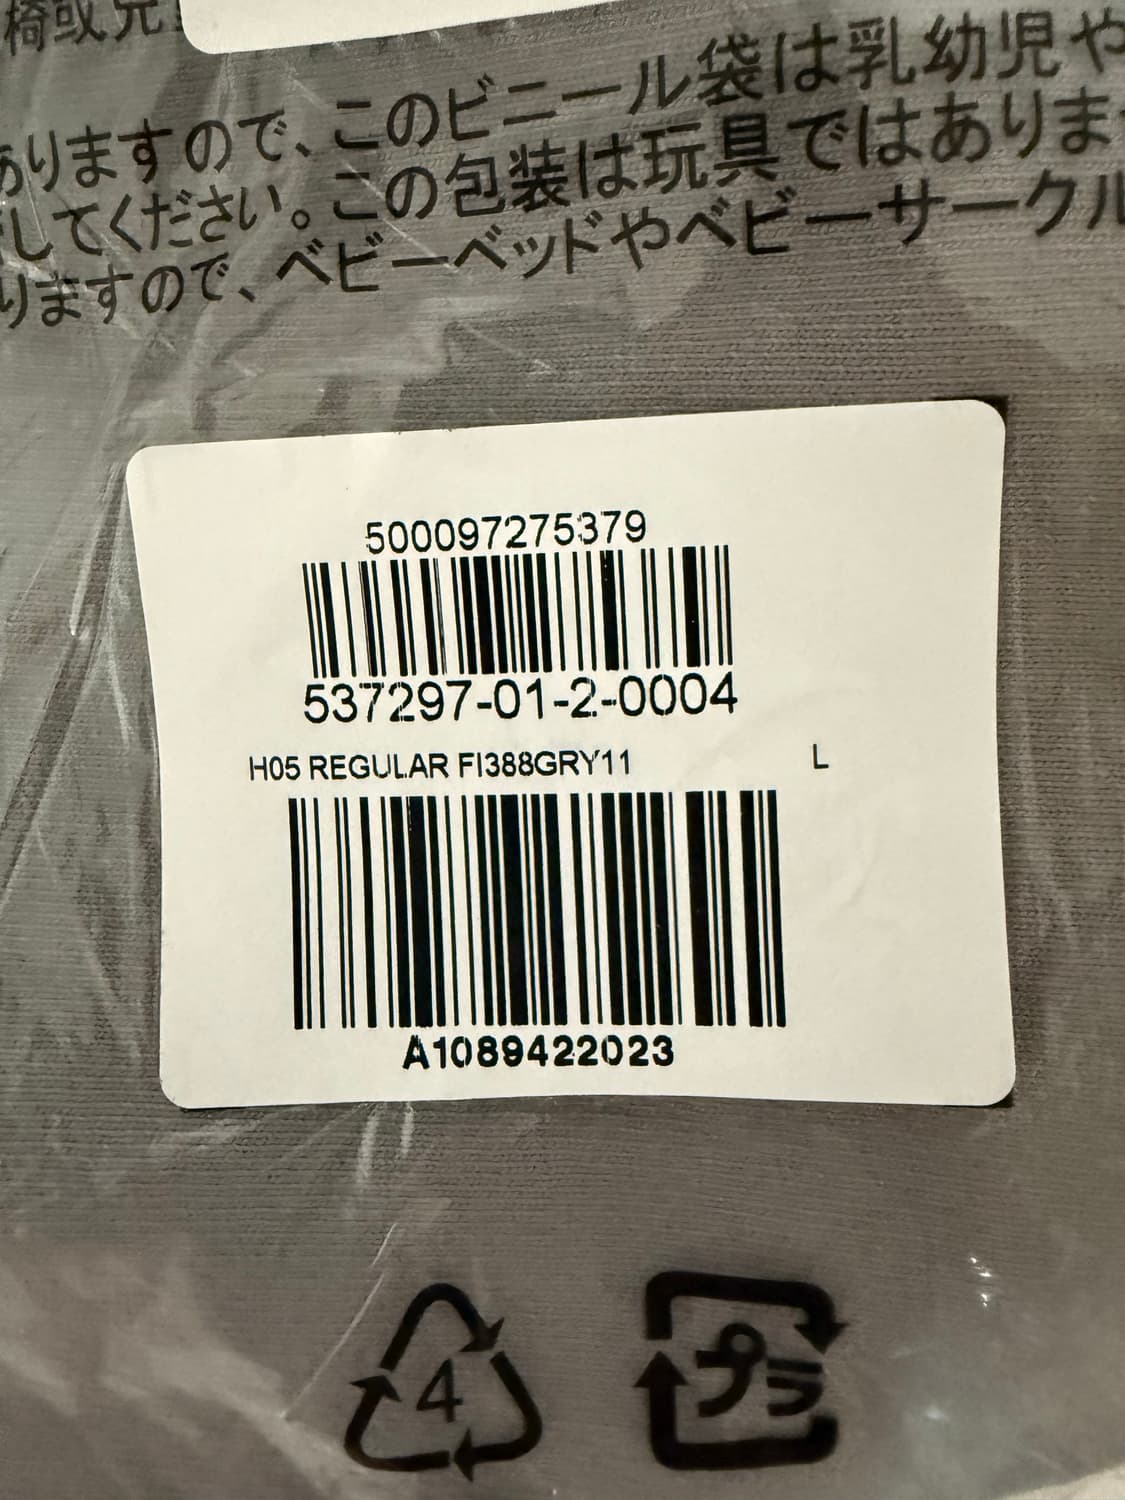 椅或儿
ありますので、このビニール袋は乳幼児や
してください。この包装は玩具ではありませ
りますので、ベビーベッドやベビーサークル
500097275379
537297-01-2-0004
H05 REGULAR FI388GRY11 L
A1089422023
4
プラ